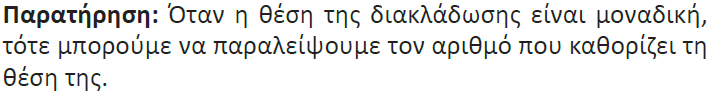 Παρατήρηση: Όταν η θέση της διακλάδωσης είναι μοναδική,
τότε μπορούμε να παραλείψουμε τον αριθμό που καθορίζει τη
θέση της.